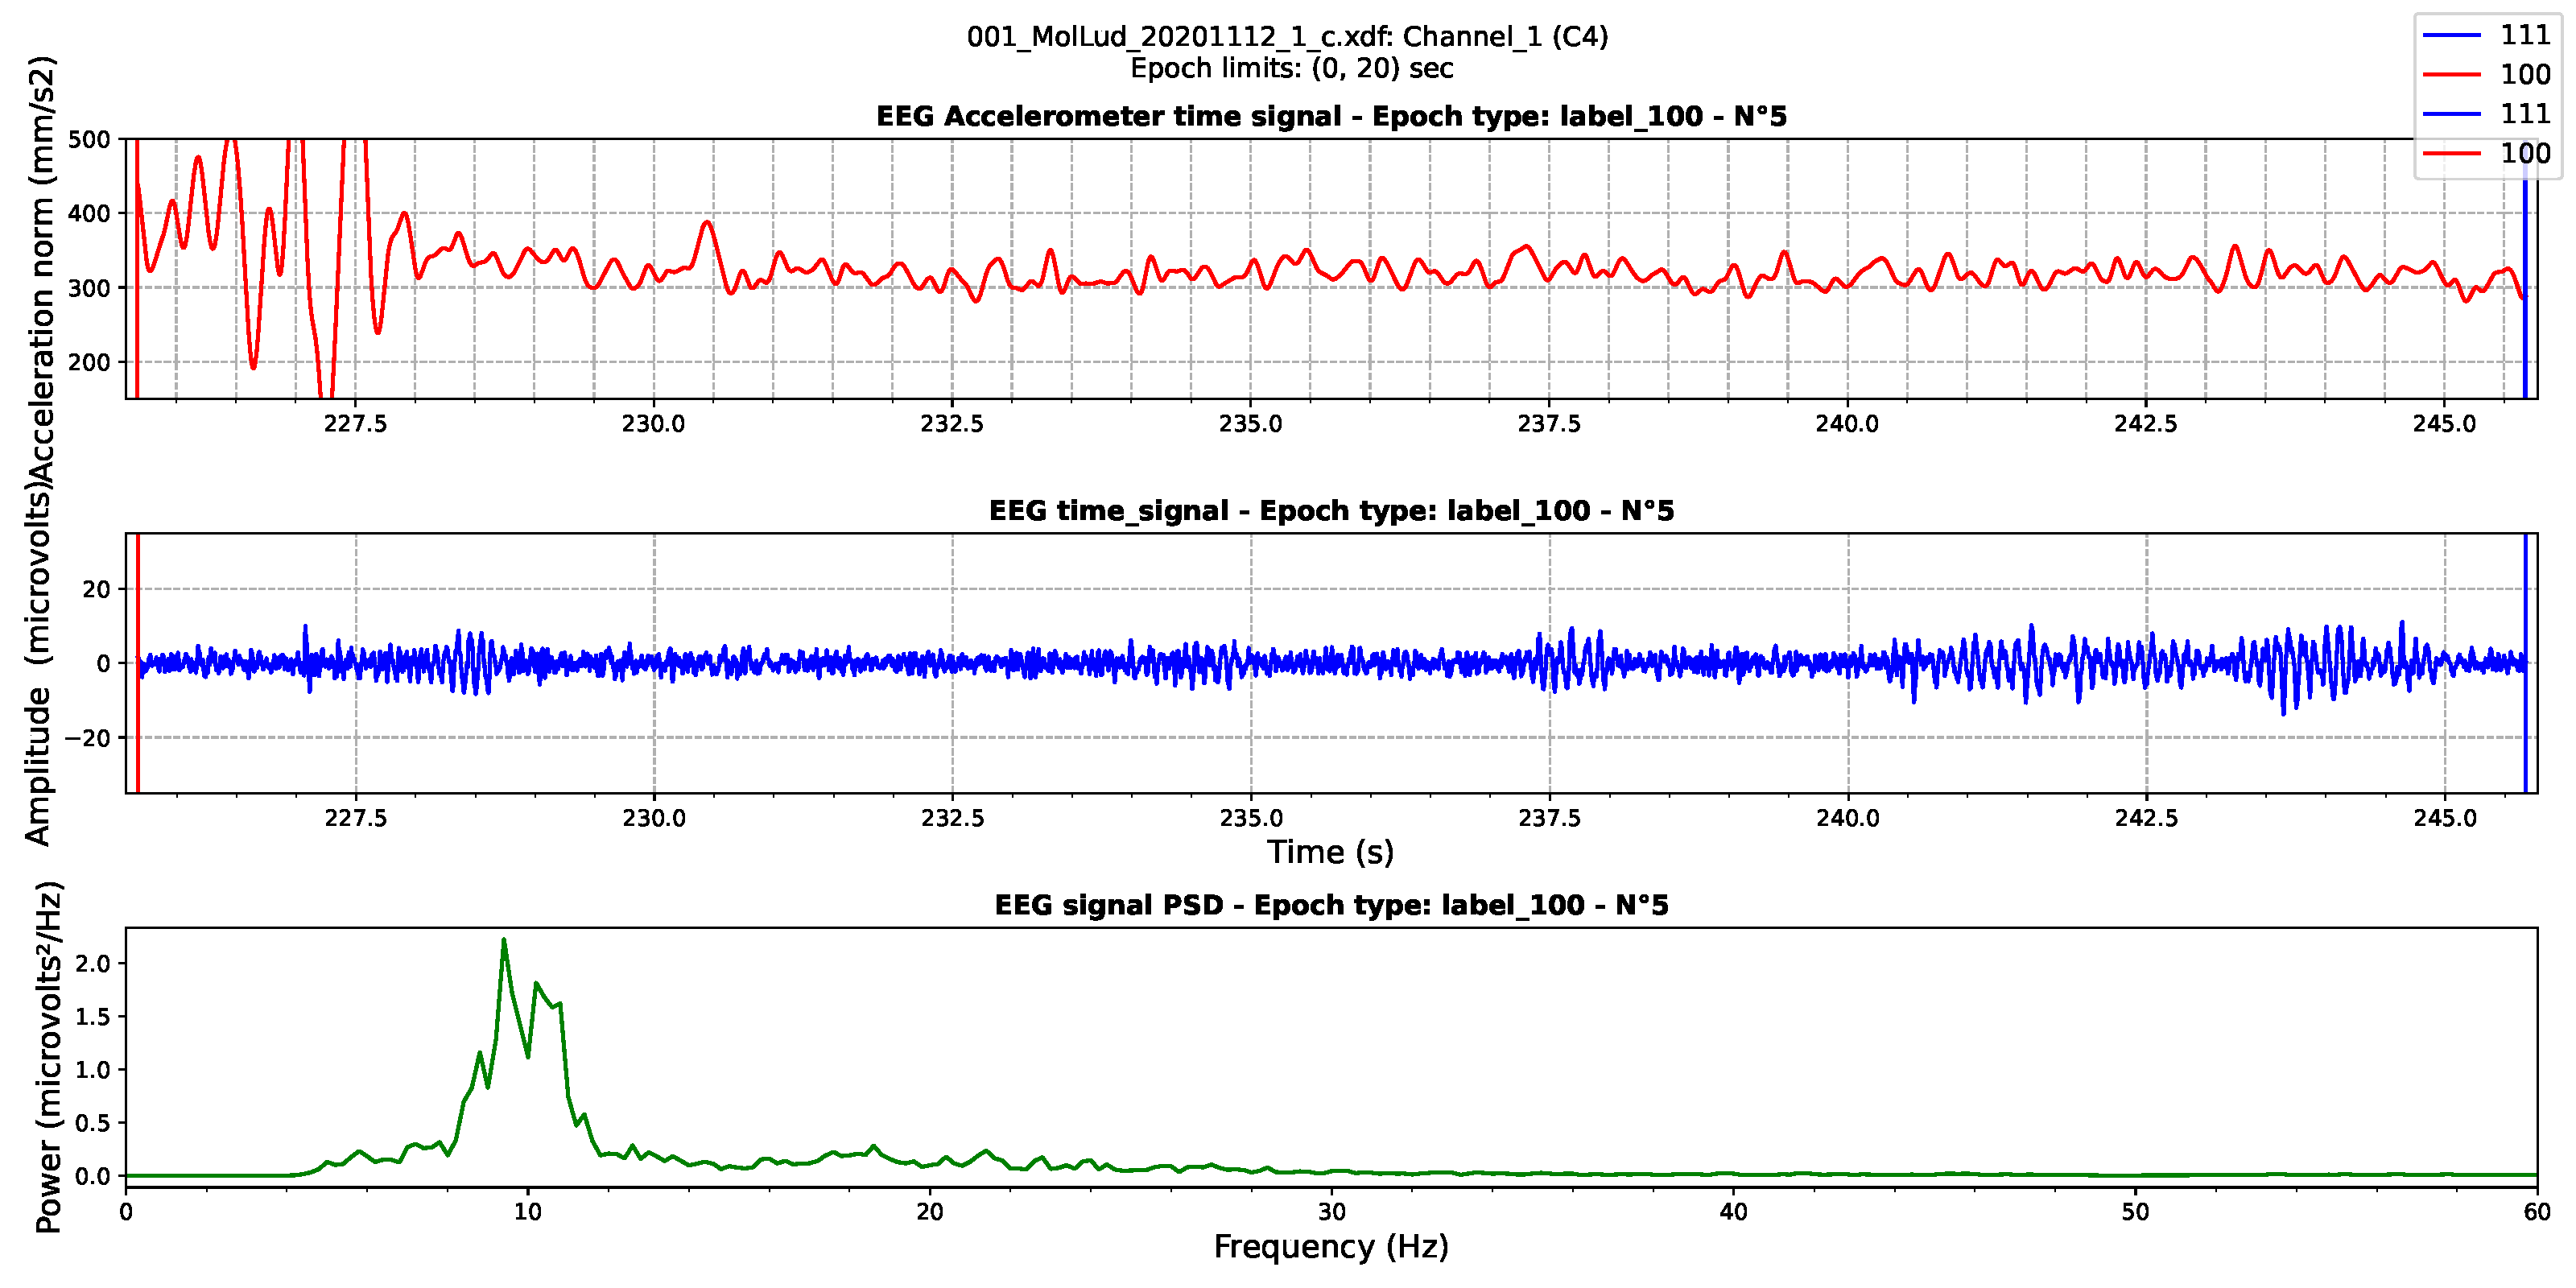 001_MolLud_20201112_1_c.xdf: Channel_1 (C4)
Epoch limits: (0, 20) sec
111
100
111
100
EEG Accelerometer time signal - Epoch type: label_100 - N°5
Acceleration norm (mm/s2)
500
400
300
200
227.5 230.0 232.5 235.0 237.5 240.0 242.5 245.0
EEG time_signal - Epoch type: label_100 - N°5
Amplitude (microvolts)
20
0
−20
227.5 230.0 232.5 235.0 237.5 240.0 242.5 245.0
Time (s)
EEG signal PSD - Epoch type: label_100 - N°5
Power (microvolts²/Hz)
2.0
1.5
1.0
0.5
0.0
0 10 20 30 40 50 60
Frequency (Hz)